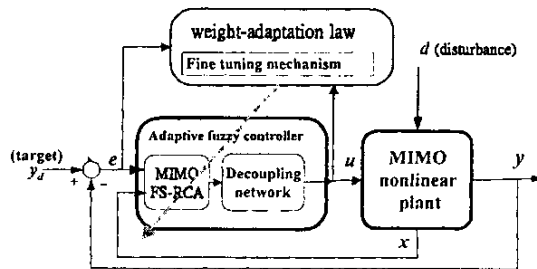 weight-adaptation law
Fine tuning mechanism
d (disturbance)
Adaptive fuzzy controller
(target)
y_d
+
−
e
MIMO
FS-RCA
Decoupling
network
u
MIMO
nonlinear
plant
y
x